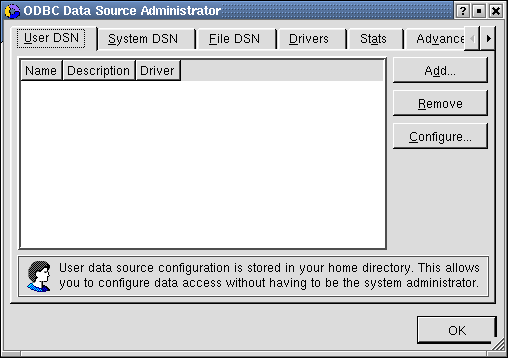 ODBC Data Source Administrator
User DSN System DSN File DSN Drivers Stats Advance
Name Description Driver
Add...
Remove
Configure...
User data source configuration is stored in your home directory. This allows
you to configure data access without having to be the system administrator.
OK